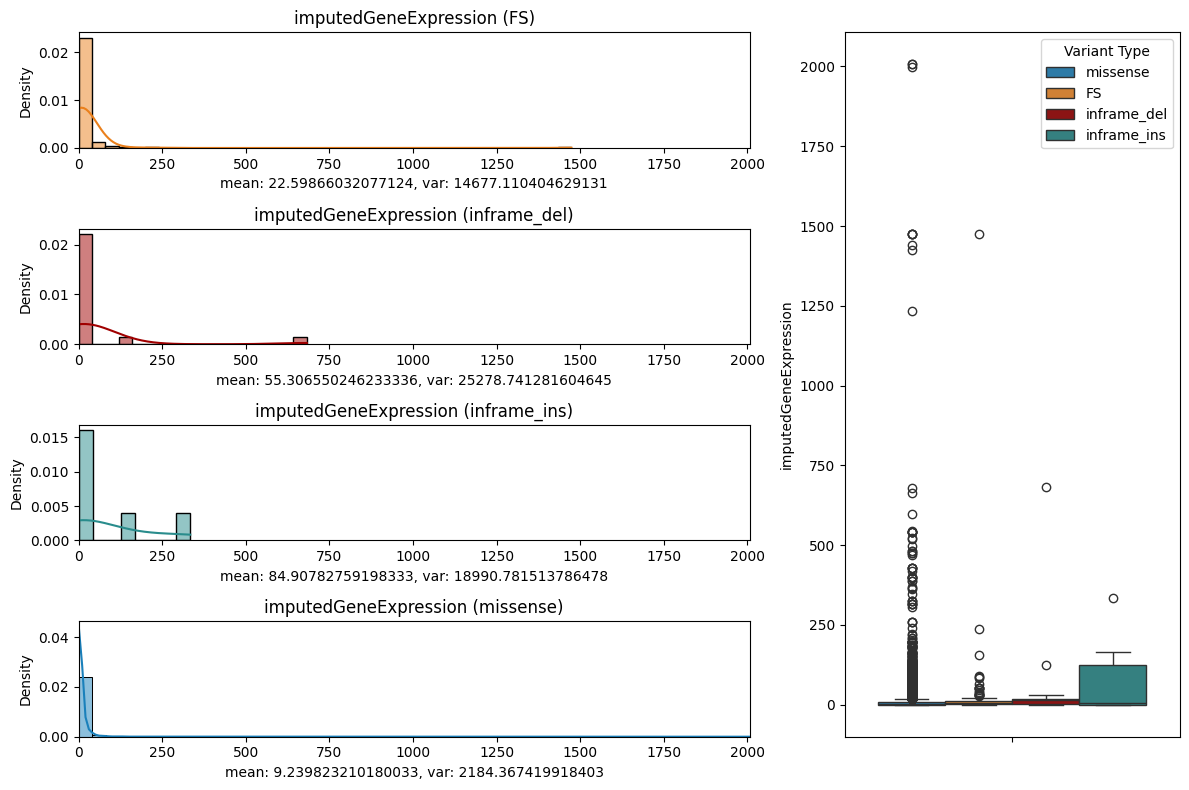 imputedGeneExpression (FS)
Density
0.02
0.01
0.00
0 250 500 750 1000 1250 1500 1750 2000
mean: 22.59866032077124, var: 14677.110404629131
imputedGeneExpression (inframe_del)
Density
0.02
0.01
0.00
0 250 500 750 1000 1250 1500 1750 2000
mean: 55.306550246233336, var: 25278.741281604645
imputedGeneExpression (inframe_ins)
Density
0.015
0.010
0.005
0.000
0 250 500 750 1000 1250 1500 1750 2000
mean: 84.90782759198333, var: 18990.781513786478
imputedGeneExpression (missense)
Density
0.04
0.02
0.00
0 250 500 750 1000 1250 1500 1750 2000
mean: 9.239823210180033, var: 2184.367419918403
imputedGeneExpression
2000
1750
1500
1250
1000
750
500
250
0
Variant Type
missense
FS
inframe_del
inframe_ins